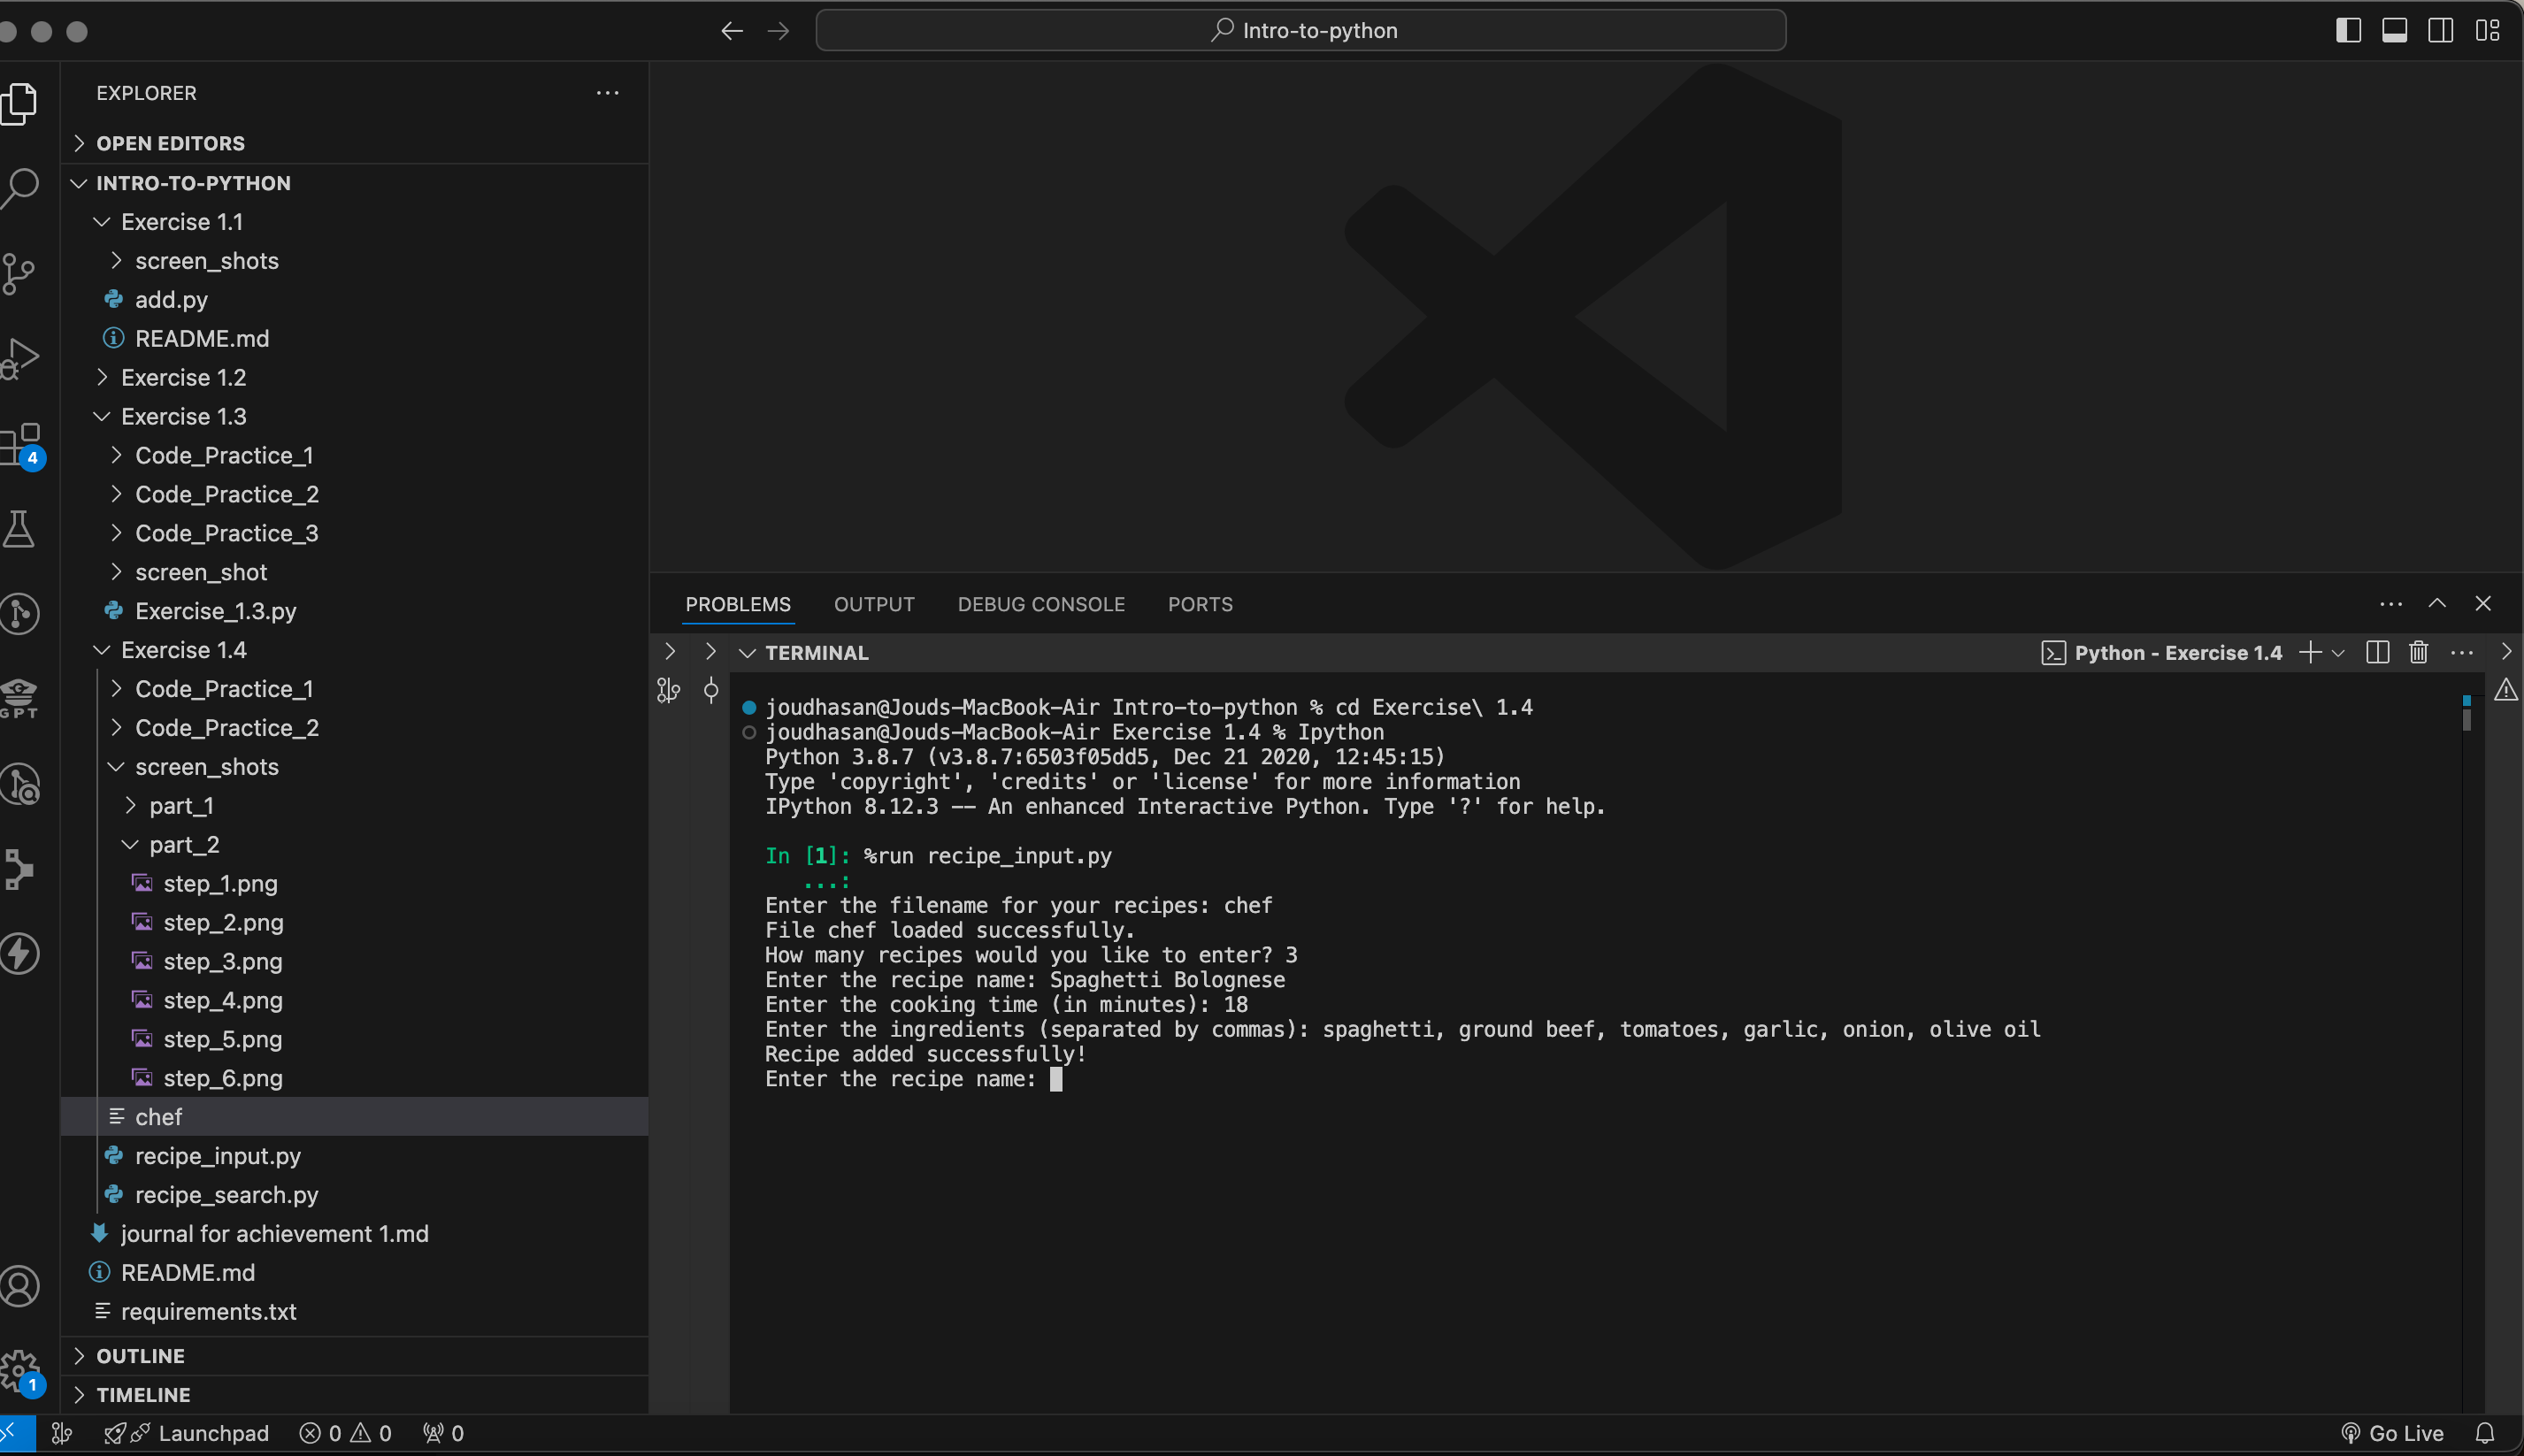 Intro-to-python
EXPLORER
OPEN EDITORS
INTRO-TO-PYTHON
Exercise 1.1
screen_shots
add.py
README.md
Exercise 1.2
Exercise 1.3
Code_Practice_1
Code_Practice_2
Code_Practice_3
screen_shot
Exercise_1.3.py
Exercise 1.4
Code_Practice_1
Code_Practice_2
screen_shots
part_1
part_2
step_1.png
step_2.png
step_3.png
step_4.png
step_5.png
step_6.png
chef
recipe_input.py
recipe_search.py
journal for achievement 1.md
README.md
requirements.txt
OUTLINE
TIMELINE
4
GPT
1
PROBLEMS OUTPUT DEBUG CONSOLE PORTS
TERMINAL
Python - Exercise 1.4
joudhasan@Jouds-MacBook-Air Intro-to-python % cd Exercise\ 1.4
joudhasan@Jouds-MacBook-Air Exercise 1.4 % Ipython
Python 3.8.7 (v3.8.7:6503f05dd5, Dec 21 2020, 12:45:15)
Type 'copyright', 'credits' or 'license' for more information
IPython 8.12.3 -- An enhanced Interactive Python. Type '?' for help.
In [1]: %run recipe_input.py
...:
Enter the filename for your recipes: chef
File chef loaded successfully.
How many recipes would you like to enter? 3
Enter the recipe name: Spaghetti Bolognese
Enter the cooking time (in minutes): 18
Enter the ingredients (separated by commas): spaghetti, ground beef, tomatoes, garlic, onion, olive oil
Recipe added successfully!
Enter the recipe name:
Launchpad 0 0 0
Go Live